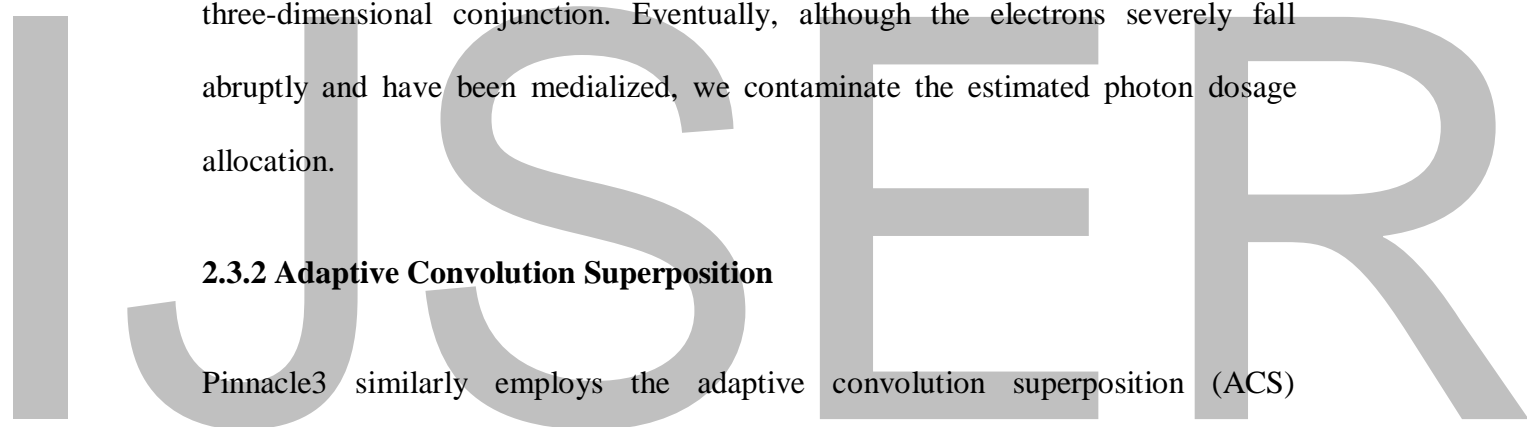 three-dimensional conjunction. Eventually, although the electrons severely fall
abruptly and have been medialized, we contaminate the estimated photon dosage
allocation.
2.3.2 Adaptive Convolution Superposition
Pinnacle3 similarly employs the adaptive convolution superposition (ACS)
IJSER